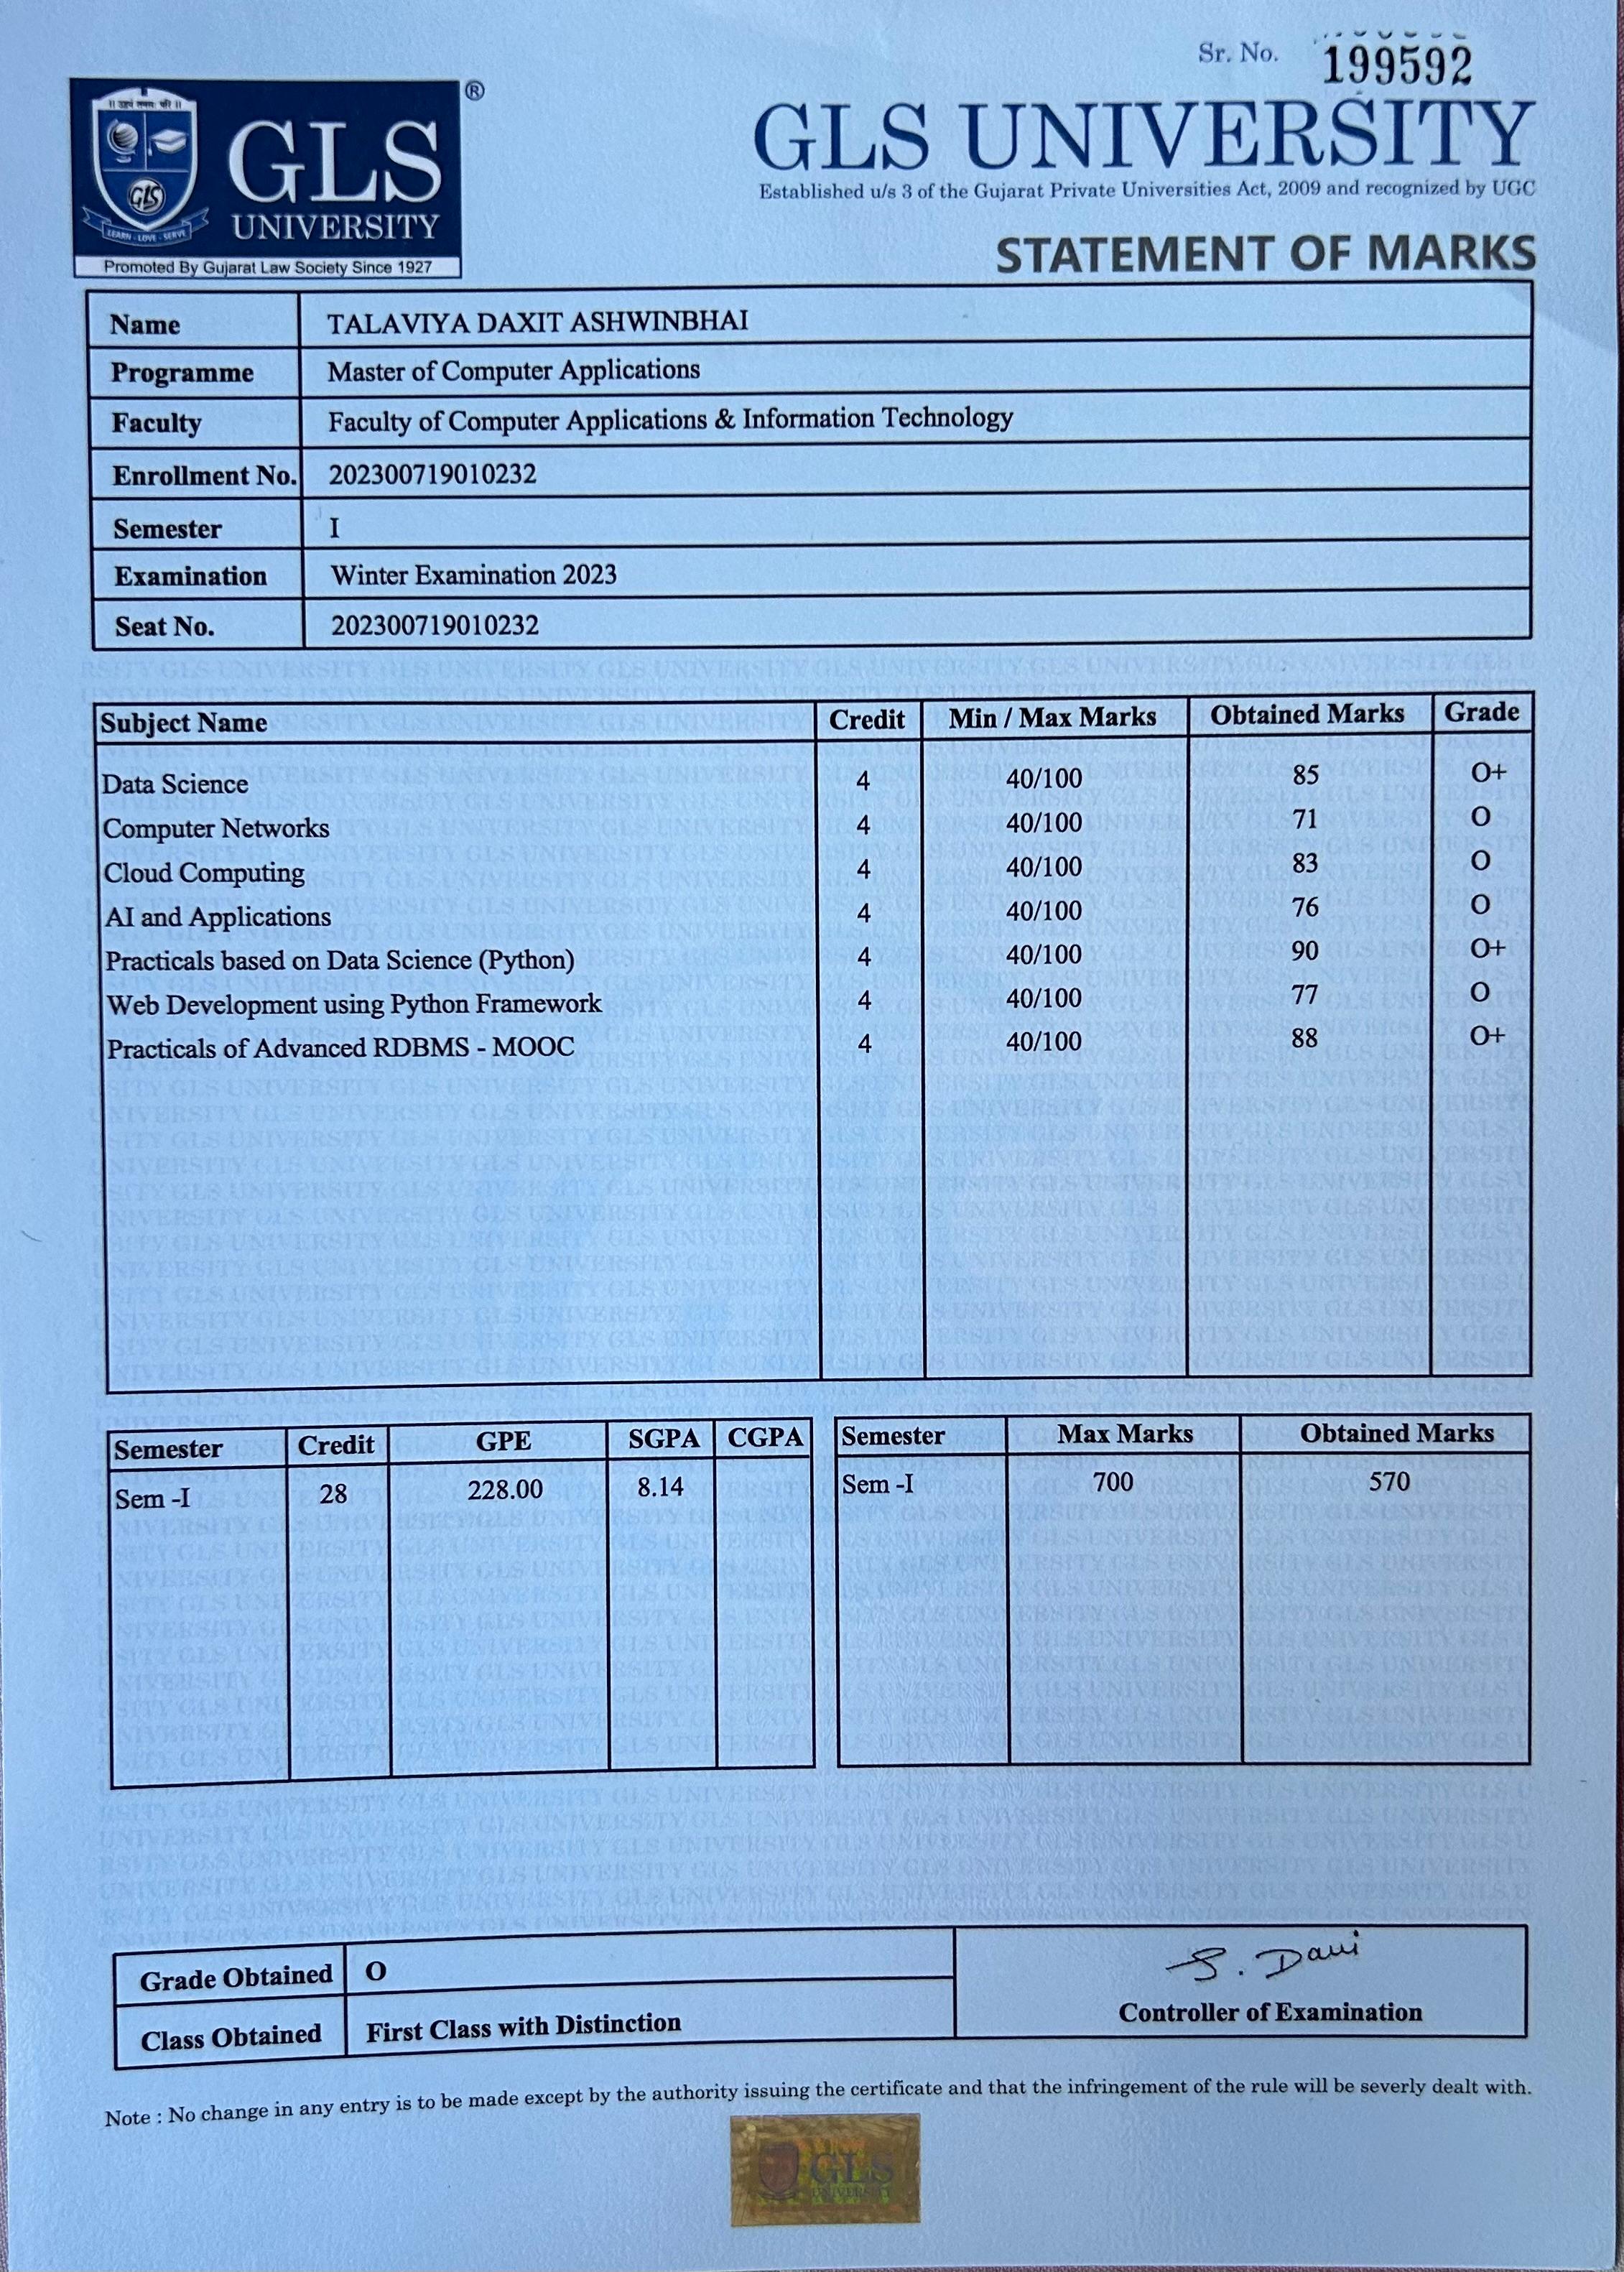 Sr. No. 199592
॥ उद्यं तमसः परि ॥
GLS
LEARN - LOVE - SERVE
GLS ®
UNIVERSITY
Promoted By Gujarat Law Society Since 1927
GLS UNIVERSITY
Established u/s 3 of the Gujarat Private Universities Act, 2009 and recognized by UGC
STATEMENT OF MARKS
Name TALAVIYA DAXIT ASHWINBHAI
Programme Master of Computer Applications
Faculty Faculty of Computer Applications & Information Technology
Enrollment No. 202300719010232
Semester I
Examination Winter Examination 2023
Seat No. 202300719010232
Subject Name Credit Min / Max Marks Obtained Marks Grade
Data Science 4 40/100 85 O+
Computer Networks 4 40/100 71 O
Cloud Computing 4 40/100 83 O
AI and Applications 4 40/100 76 O
Practicals based on Data Science (Python) 4 40/100 90 O+
Web Development using Python Framework 4 40/100 77 O
Practicals of Advanced RDBMS - MOOC 4 40/100 88 O+
Semester Credit GPE SGPA CGPA
Sem -I 28 228.00 8.14
Semester Max Marks Obtained Marks
Sem -I 700 570
Grade Obtained O
Class Obtained First Class with Distinction
Controller of Examination
Note : No change in any entry is to be made except by the authority issuing the certificate and that the infringement of the rule will be severly dealt with.
GLS
UNIVERSITY